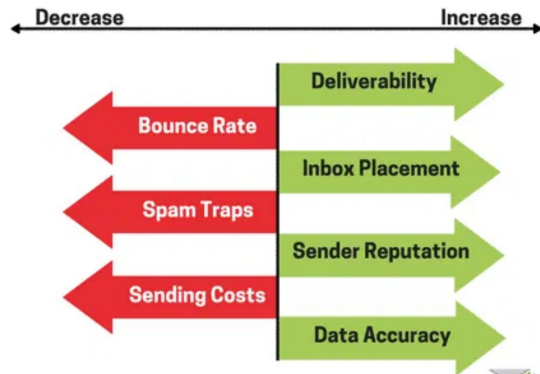 Decrease Increase
Deliverability
Bounce Rate
Inbox Placement
Spam Traps
Sender Reputation
Sending Costs
Data Accuracy